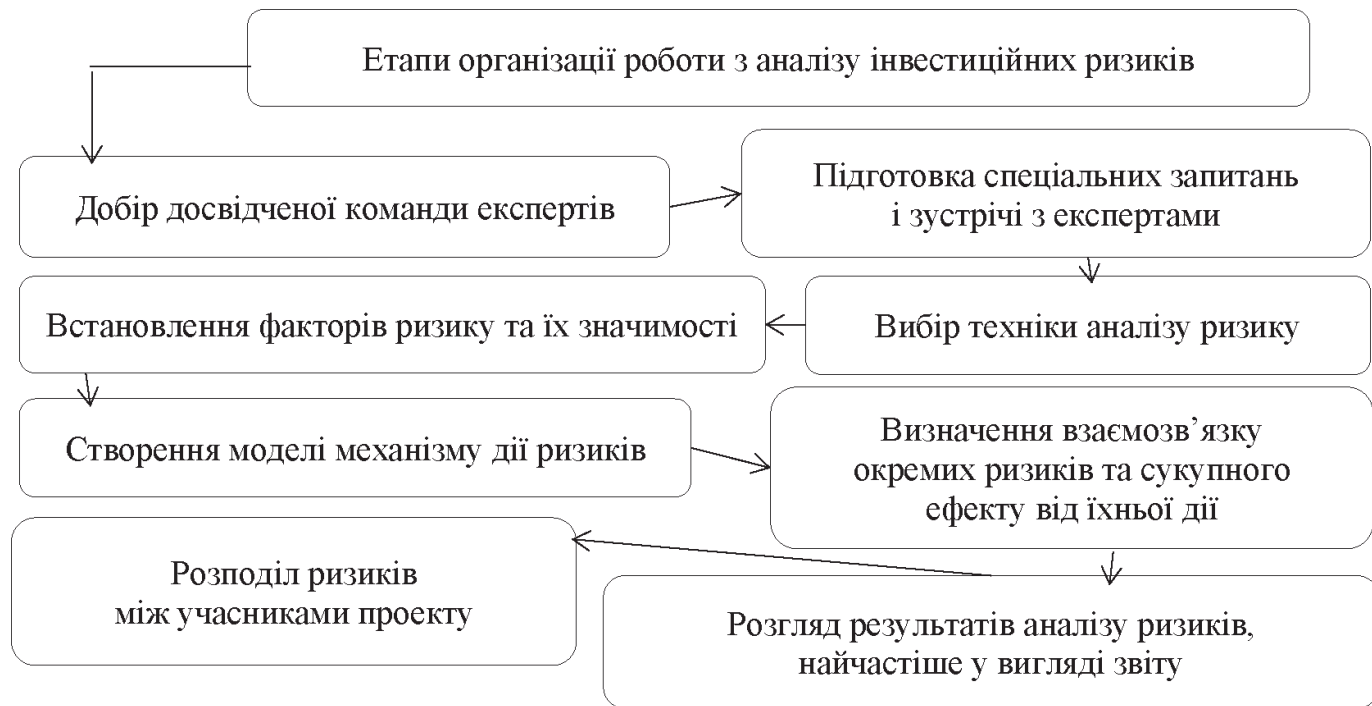 Етапи організації роботи з аналізу інвестиційних ризиків
Добір досвідченої команди експертів
Підготовка спеціальних запитань
і зустрічі з експертами
Вибір техніки аналізу ризику
Встановлення факторів ризику та їх значимості
Створення моделі механізму дії ризиків
Визначення взаємозв’язку
окремих ризиків та сукупного
ефекту від їхньої дії
Розгляд результатів аналізу ризиків,
найчастіше у вигляді звіту
Розподіл ризиків
між учасниками проекту